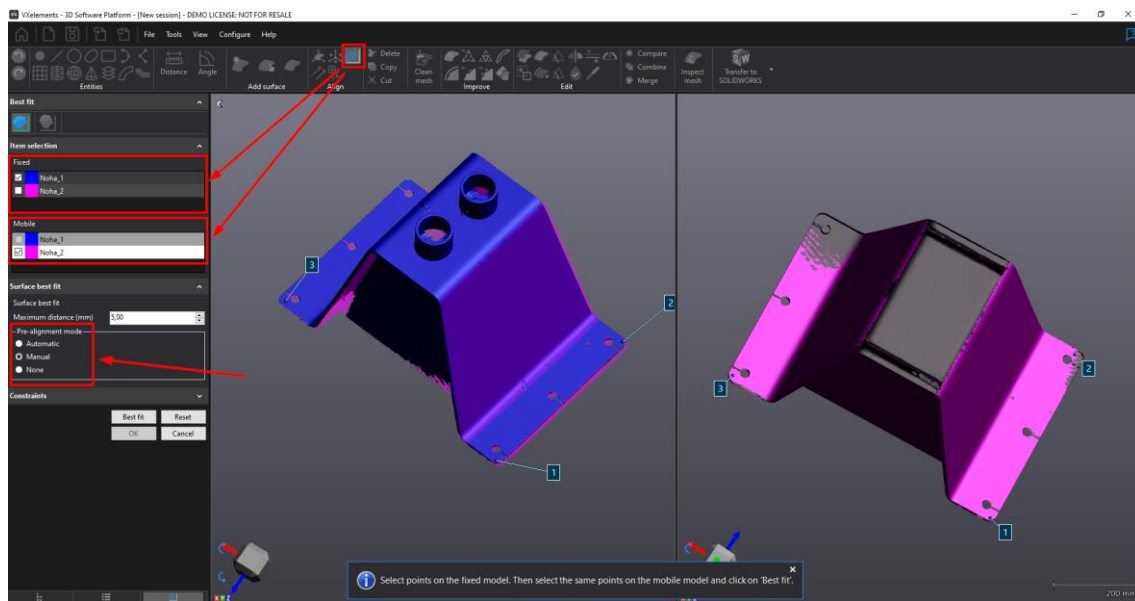 VXelements - 3D Software Platform - [New session] - DEMO LICENSE: NOT FOR RESALE
File Tools View Configure Help
Distance Angle
Delete
Copy
Cut
Clean mesh
Compare
Combine
Merge
Inspect mesh
Transfer to SOLIDWORKS
Entities
Add surface
Align
Improve
Edit
Best fit
Item selection
Fixed
Noha_1
Noha_2
Mobile
Noha_1
Noha_2
Surface best fit
Surface best fit
Maximum distance (mm) 5,00
Pre-alignment mode
Automatic
Manual
None
Constraints
Best fit Reset
OK Cancel
3
2
1
3
2
1
Select points on the fixed model. Then select the same points on the mobile model and click on 'Best fit'.
X Y Z
200 mm